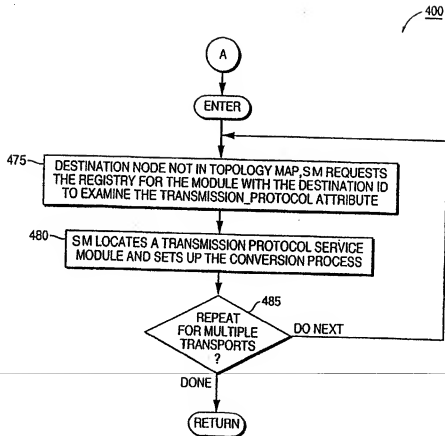 400
A
ENTER
475
DESTINATION NODE NOT IN TOPOLOGY MAP,SM REQUESTS
THE REGISTRY FOR THE MODULE WITH THE DESTINATION ID
TO EXAMINE THE TRANSMISSION_PROTOCOL ATTRIBUTE
480
SM LOCATES A TRANSMISSION PROTOCOL SERVICE
MODULE AND SETS UP THE CONVERSION PROCESS
485
REPEAT
FOR MULTIPLE
TRANSPORTS
?
DO NEXT
DONE
RETURN